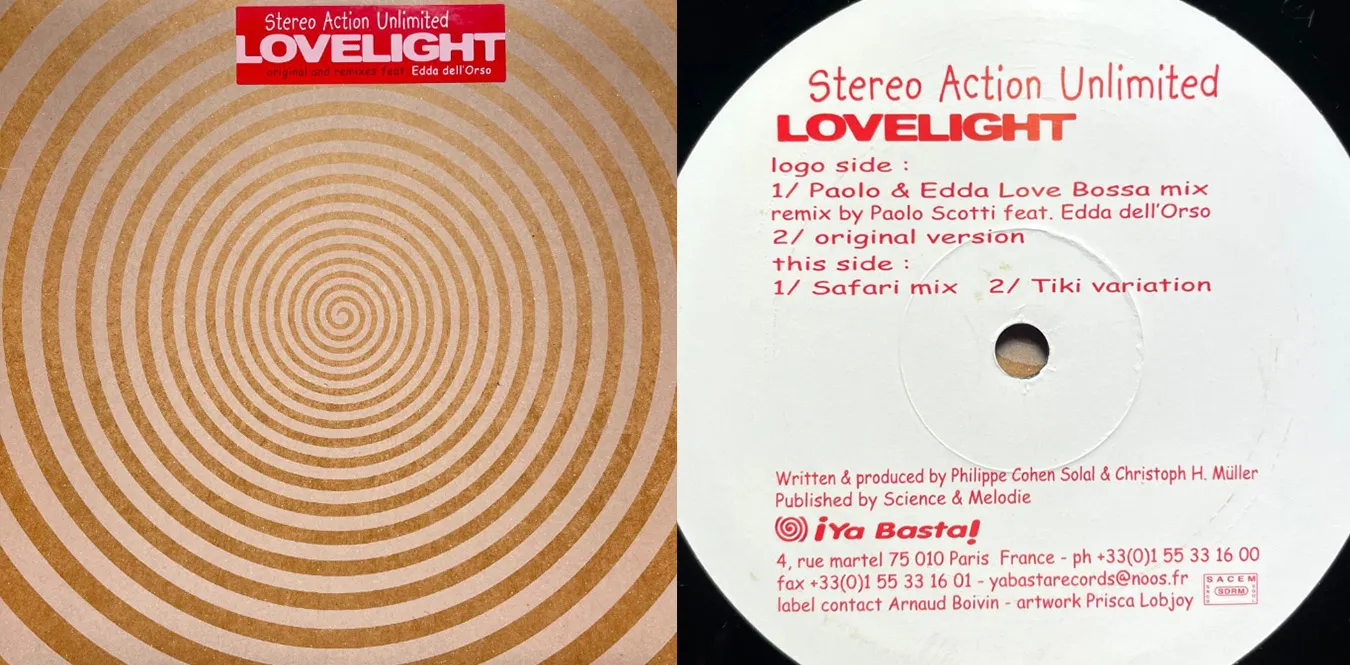 Stereo Action Unlimited
LOVELIGHT
original and remixes feat. Edda dell'Orso
Stereo Action Unlimited
LOVELIGHT
logo side :
1/ Paolo & Edda Love Bossa mix
remix by Paolo Scotti feat. Edda dell'Orso
2/ original version
this side :
1/ Safari mix 2/ Tiki variation
Written & produced by Philippe Cohen Solal & Christoph H. Müller
Published by Science & Melodie
¡Ya Basta!
4, rue martel 75 010 Paris France - ph +33(0)1 55 33 16 00
fax +33(0)1 55 33 16 01 - yabastarecords@noos.fr
label contact Arnaud Boivin - artwork Prisca Lobjoy
SACEM
SDRM